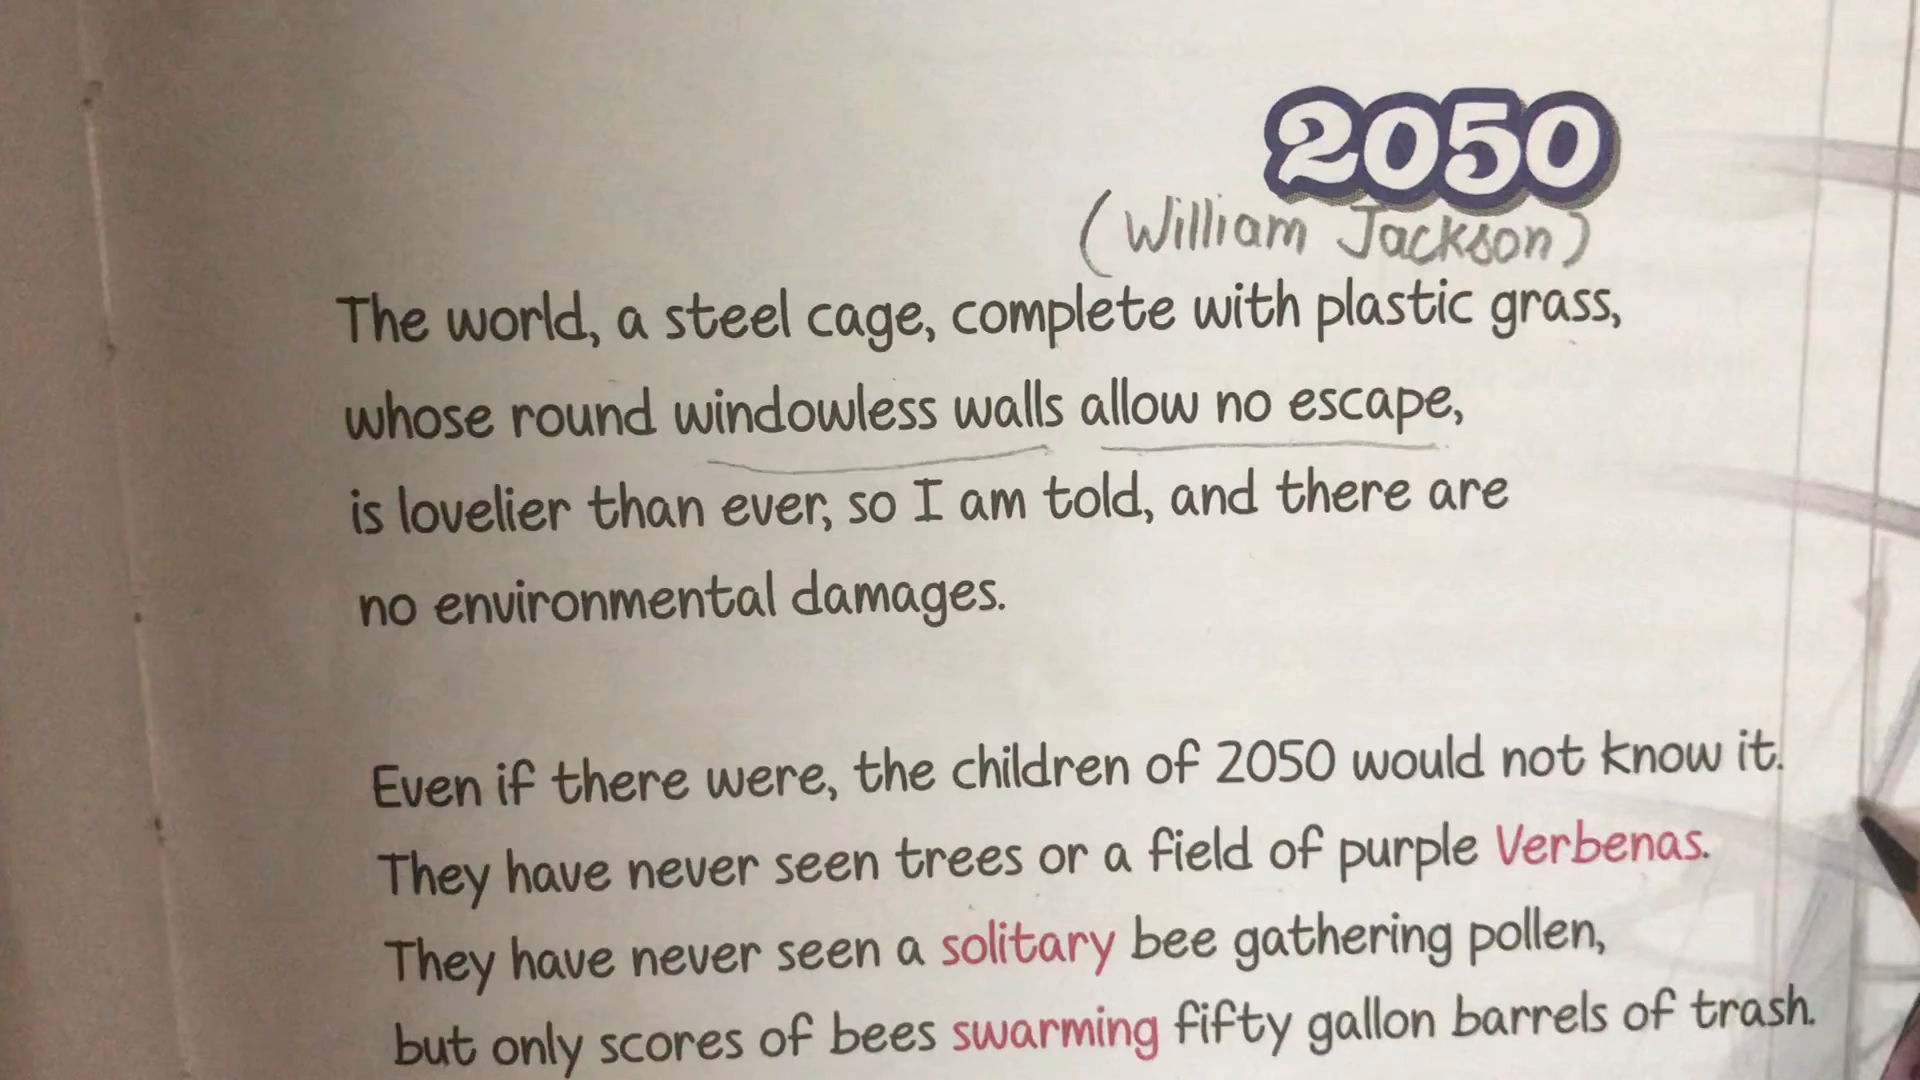 2050
(William Jackson)
The world, a steel cage, complete with plastic grass,
whose round windowless walls allow no escape,
is lovelier than ever, so I am told, and there are
no environmental damages.
Even if there were, the children of 2050 would not know it.
They have never seen trees or a field of purple Verbenas.
They have never seen a solitary bee gathering pollen,
but only scores of bees swarming fifty gallon barrels of trash.